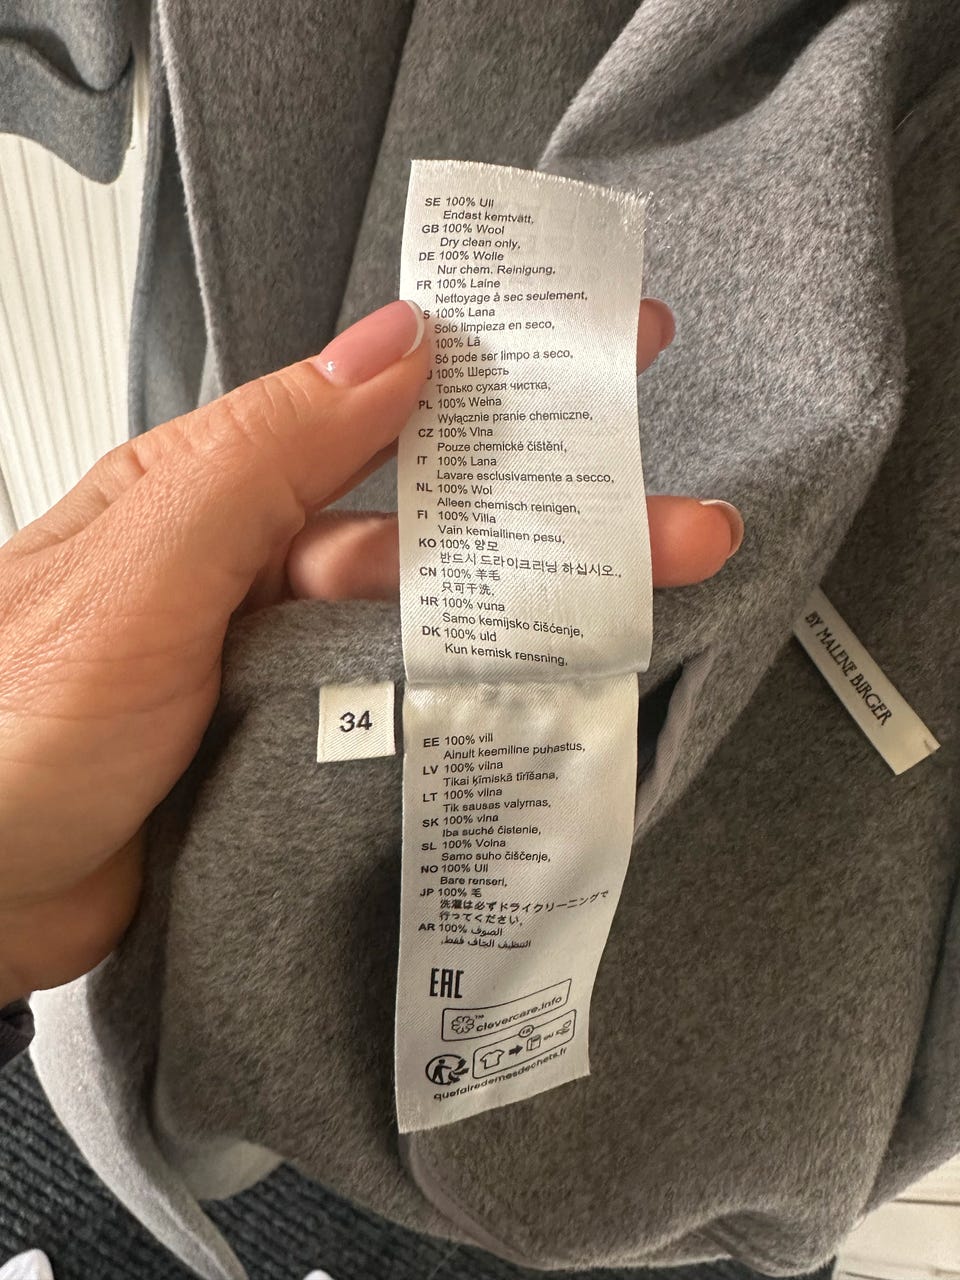 SE 100% Ull
Endast kemtvätt,
GB 100% Wool
Dry clean only,
DE 100% Wolle
Nur chem. Reinigung,
FR 100% Laine
Nettoyage à sec seulement,
S 100% Lana
Soló limpieza en seco,
100% Lã
Só pode ser limpo a seco,
100% Шерсть
Только сухая чистка,
PL 100% Wełna
Wyłącznie pranie chemiczne,
CZ 100% Vlna
Pouze chemické čištění,
IT 100% Lana
Lavare esclusivamente a secco,
NL 100% Wol
Alleen chemisch reinigen,
FI 100% Villa
Vain kemiallinen pesu,
KO 100% 양모
반드시 드라이크리닝 하십시오.,
CN 100% 羊毛
只可干洗,
HR 100% vuna
Samo kemijsko čišćenje,
DK 100% uld
Kun kemisk rensning,
34
BY MALENE BIRGER
EE 100% vill
Ainult keemiline puhastus,
LV 100% vilna
Tikai ķīmiskā tīrīšana,
LT 100% vilna
Tik sausas valymas,
SK 100% vlna
Iba suché čistenie,
SL 100% Volna
Samo suho čiščenje,
NO 100% Ull
Bare renseri,
JP 100% 毛
洗濯は必ずドライクリーニングで
行ってください,
AR 100% الصوف
التنظيف الجاف فقط,
EAC
™ clevercare.info
OU
quefairedemesdechets.fr